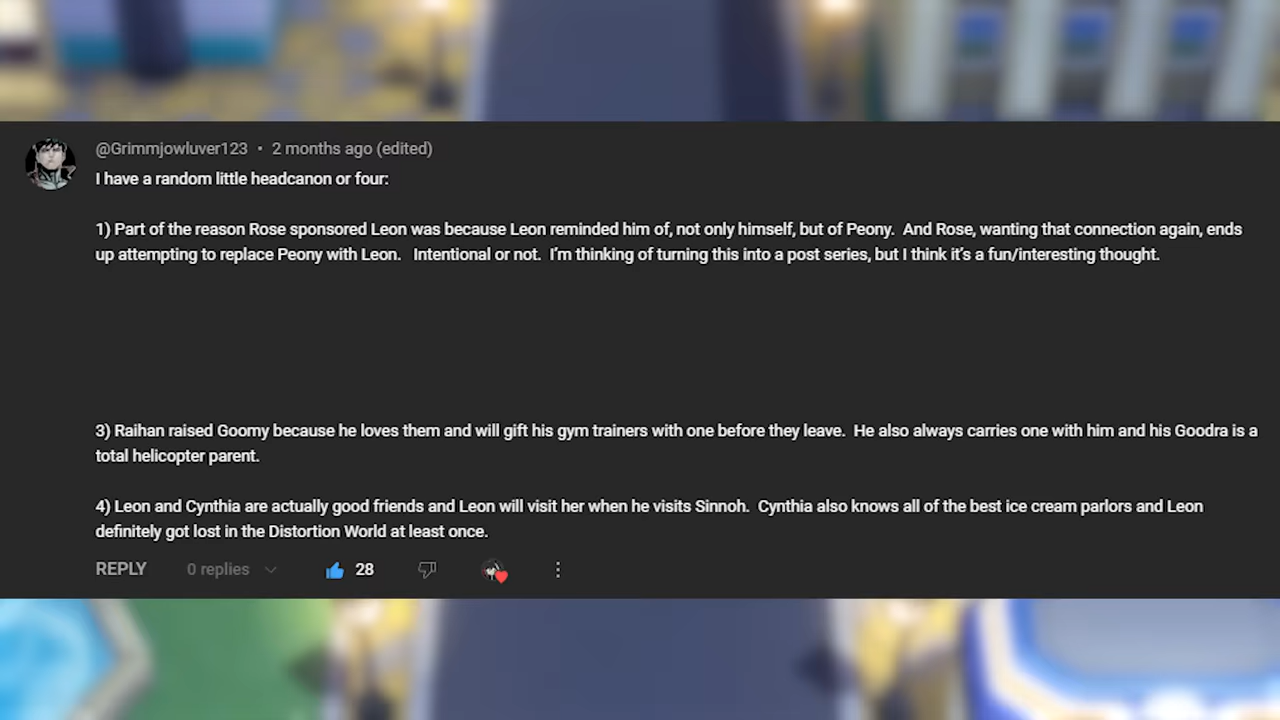 @Grimmjowluver123 • 2 months ago (edited)
I have a random little headcanon or four:
1) Part of the reason Rose sponsored Leon was because Leon reminded him of, not only himself, but of Peony.  And Rose, wanting that connection again, ends
up attempting to replace Peony with Leon.   Intentional or not.  I'm thinking of turning this into a post series, but I think it's a fun/interesting thought.
3) Raihan raised Goomy because he loves them and will gift his gym trainers with one before they leave.  He also always carries one with him and his Goodra is a
total helicopter parent.
4) Leon and Cynthia are actually good friends and Leon will visit her when he visits Sinnoh.  Cynthia also knows all of the best ice cream parlors and Leon
definitely got lost in the Distortion World at least once.
REPLY 0 replies 28